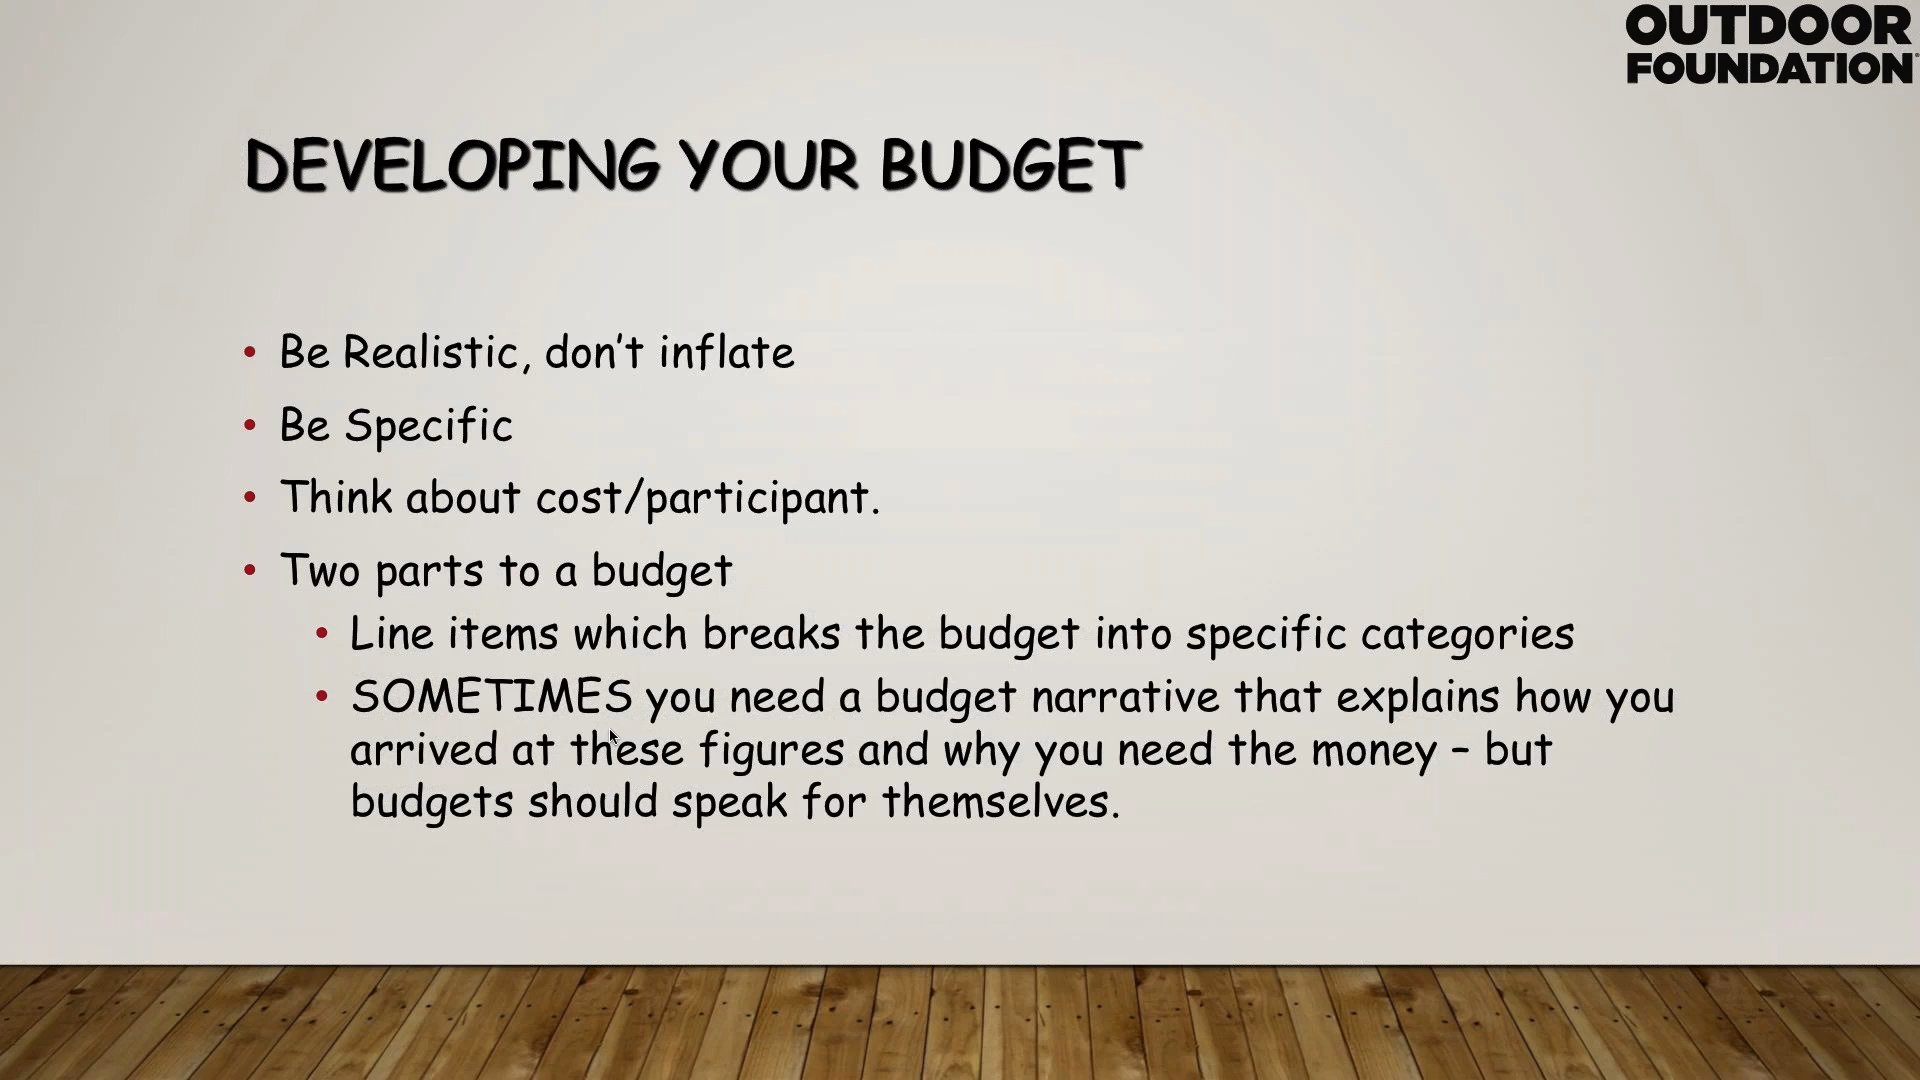 OUTDOOR
FOUNDATION
DEVELOPING YOUR BUDGET
• Be Realistic, don't inflate
• Be Specific
• Think about cost/participant.
• Two parts to a budget
• Line items which breaks the budget into specific categories
• SOMETIMES you need a budget narrative that explains how you
arrived at these figures and why you need the money – but
budgets should speak for themselves.